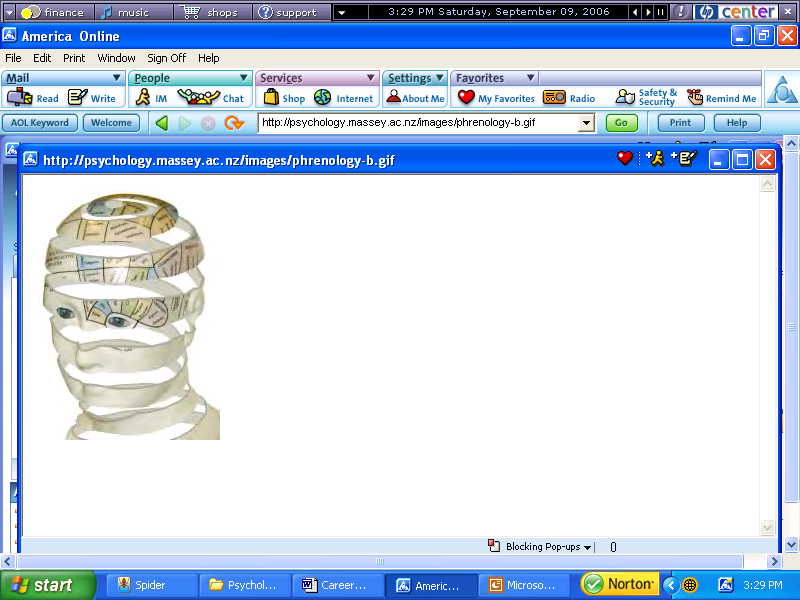 finance music shops support 3:29 PM Saturday, September 09, 2006 hp center
America Online
File Edit Print Window Sign Off Help
Mail People Services Settings Favorites
Read Write IM Chat Shop Internet About Me My Favorites Radio Safety & Security Remind Me
AOL Keyword Welcome http://psychology.massey.ac.nz/images/phrenology-b.gif Go Print Help
http://psychology.massey.ac.nz/images/phrenology-b.gif
Blocking Pop-ups 0
start Spider Psychol... Career... Americ... Microso... Norton 3:29 PM